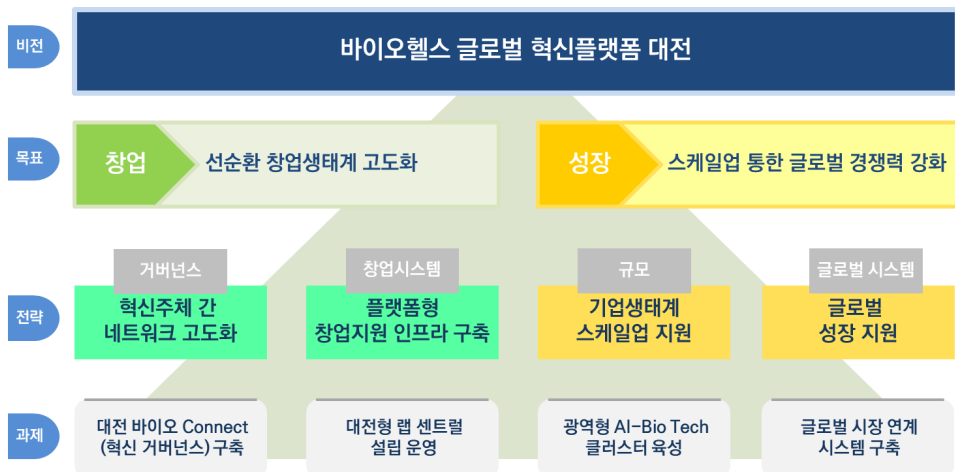 비전
바이오헬스 글로벌 혁신플랫폼 대전
목표
창업
선순환 창업생태계 고도화
성장
스케일업 통한 글로벌 경쟁력 강화
전략
거버넌스
혁신주체 간
네트워크 고도화
창업시스템
플랫폼형
창업지원 인프라 구축
규모
기업생태계
스케일업 지원
글로벌 시스템
글로벌
성장 지원
과제
대전 바이오 Connect
(혁신 거버넌스) 구축
대전형 랩 센트럴
설립 운영
광역형 AI-Bio Tech
클러스터 육성
글로벌 시장 연계
시스템 구축